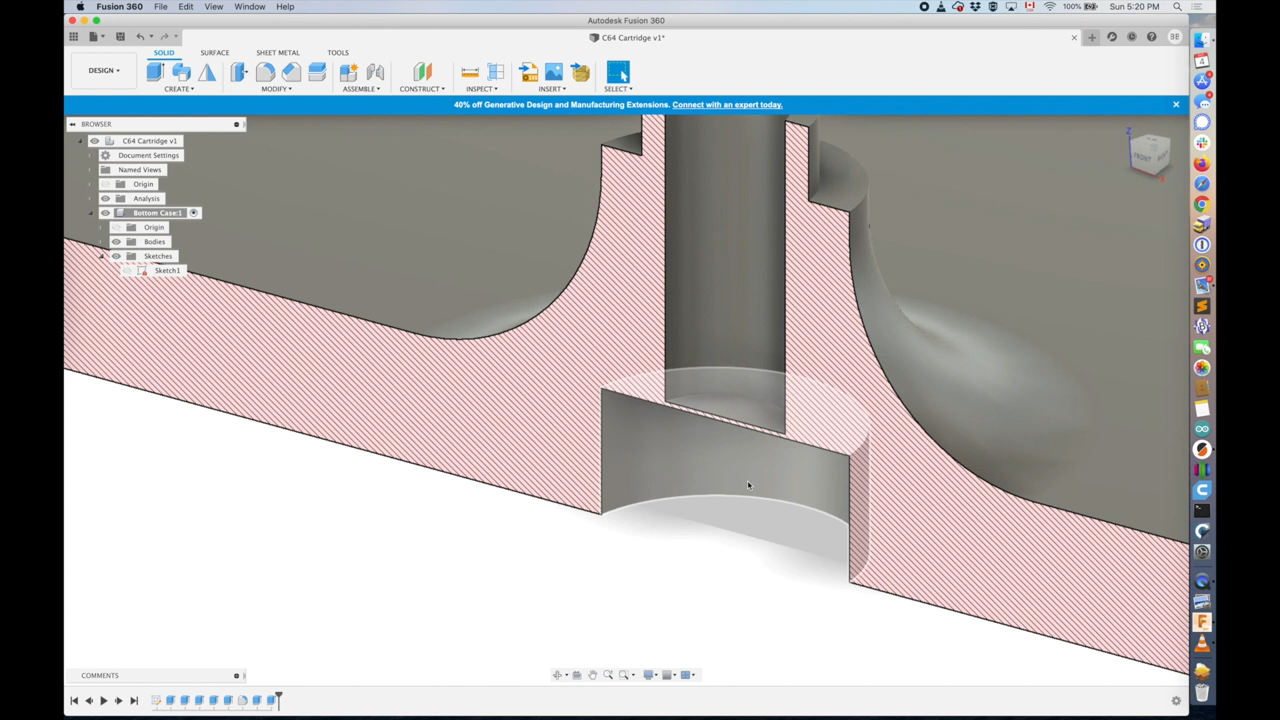 Fusion 360 File Edit View Window Help 100% Sun 5:20 PM
Autodesk Fusion 360
C64 Cartridge v1*
BB
SOLID SURFACE SHEET METAL TOOLS
DESIGN
CREATE MODIFY ASSEMBLE CONSTRUCT INSPECT INSERT SELECT
40% off Generative Design and Manufacturing Extensions. Connect with an expert today.
BROWSER
C64 Cartridge v1
Document Settings
Named Views
Origin
Analysis
Bottom Case:1
Origin
Bodies
Sketches
Sketch1
Z
FRONT
X
COMMENTS